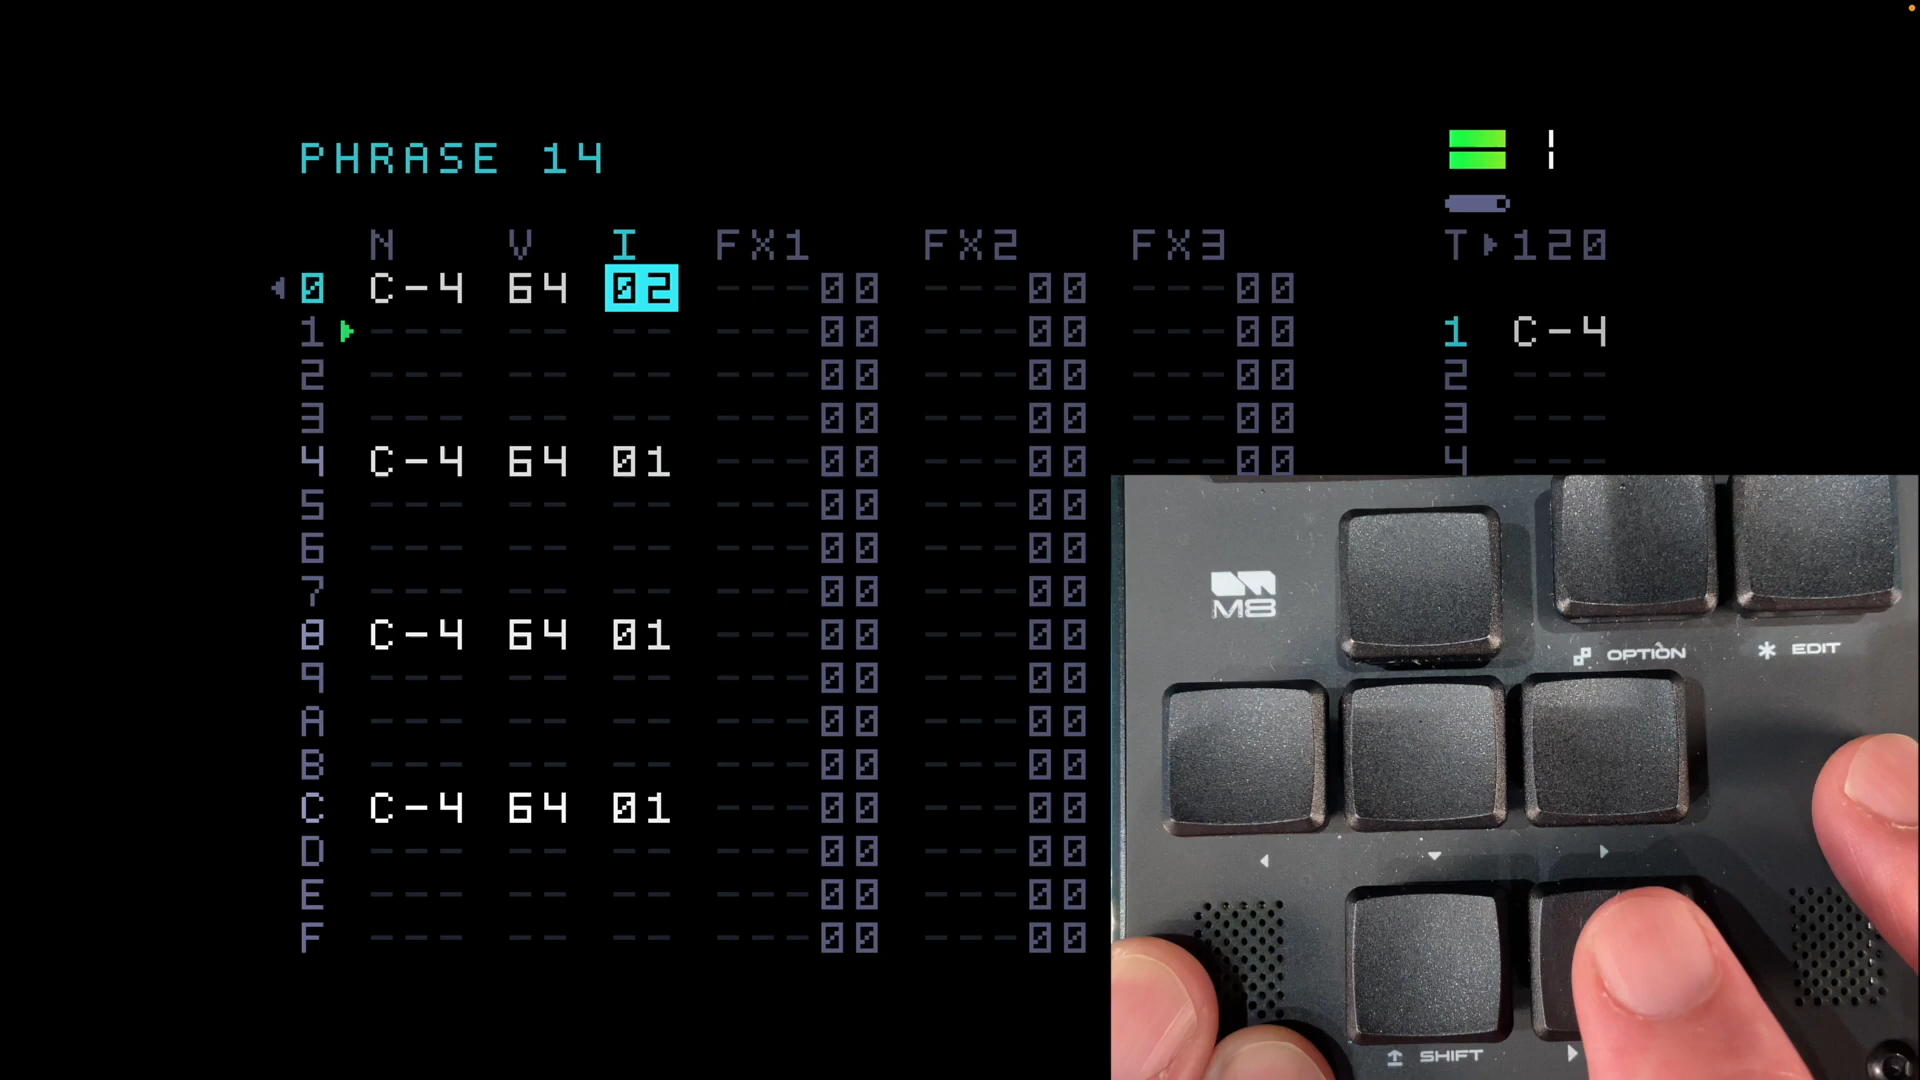 PHRASE 14
N V I FX1 FX2 FX3 T 120
0 C-4 64 02 --- 00 --- 00 --- 00
1 --- -- -- --- 00 --- 00 --- 00 1 C-4
2 --- -- -- --- 00 --- 00 --- 00 2 ---
3 --- -- -- --- 00 --- 00 --- 00 3 ---
4 C-4 64 01 --- 00 --- 00 --- 00 4 ---
5 --- -- -- --- 00 --- 00
6 --- -- -- --- 00 --- 00
7 --- -- -- --- 00 --- 00
8 C-4 64 01 --- 00 --- 00
9 --- -- -- --- 00 --- 00
A --- -- -- --- 00 --- 00
B --- -- -- --- 00 --- 00
C C-4 64 01 --- 00 --- 00
D --- -- -- --- 00 --- 00
E --- -- -- --- 00 --- 00
F --- -- -- --- 00 --- 00
M8
OPTION
EDIT
SHIFT